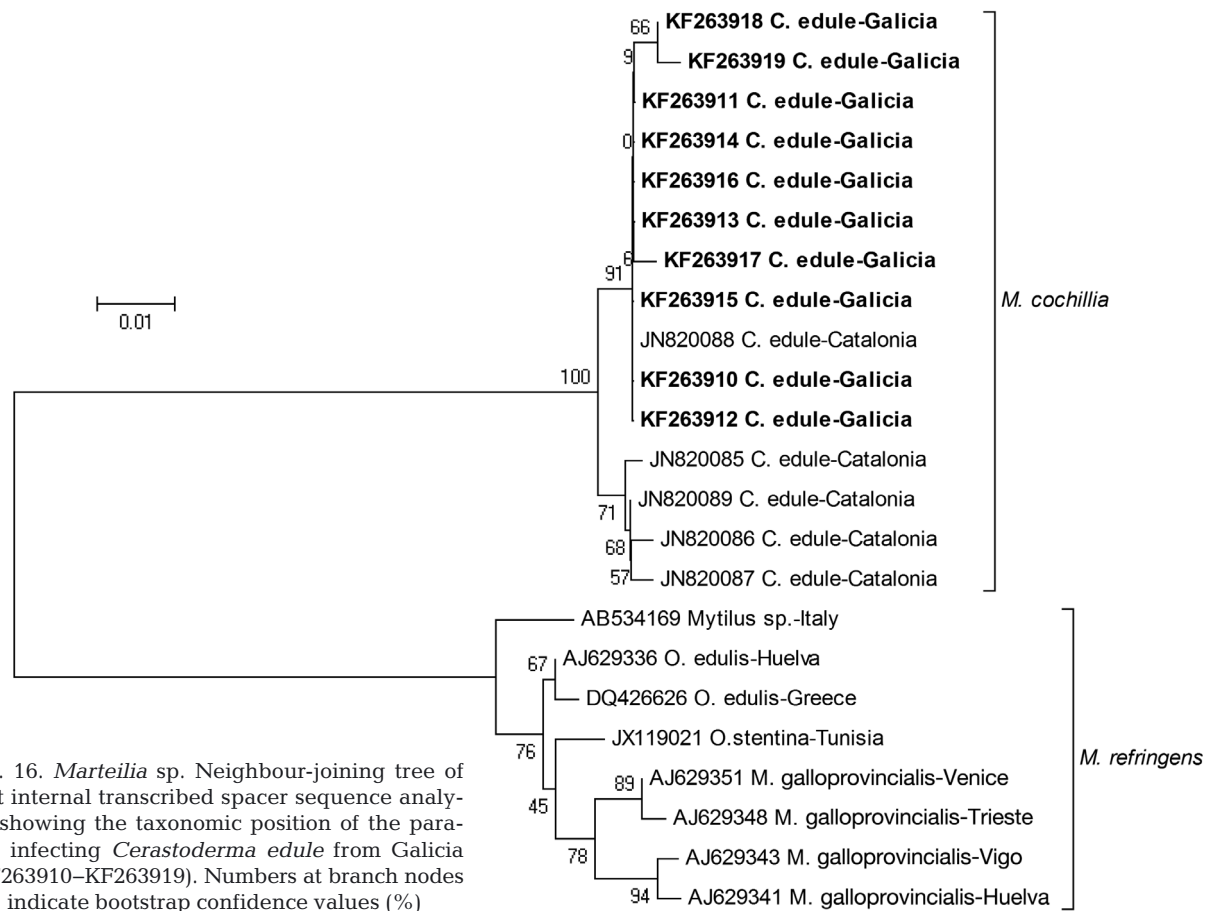 66
KF263918 C. edule-Galicia
9
KF263919 C. edule-Galicia
KF263911 C. edule-Galicia
0
KF263914 C. edule-Galicia
KF263916 C. edule-Galicia
KF263913 C. edule-Galicia
6
KF263917 C. edule-Galicia
91
KF263915 C. edule-Galicia
M. cochillia
0.01
JN820088 C. edule-Catalonia
100
KF263910 C. edule-Galicia
KF263912 C. edule-Galicia
JN820085 C. edule-Catalonia
JN820089 C. edule-Catalonia
71
JN820086 C. edule-Catalonia
68
57
JN820087 C. edule-Catalonia
AB534169 Mytilus sp.-Italy
67
AJ629336 O. edulis-Huelva
DQ426626 O. edulis-Greece
76
JX119021 O.stentina-Tunisia
M. refringens
89
AJ629351 M. galloprovincialis-Venice
45
AJ629348 M. galloprovincialis-Trieste
78
AJ629343 M. galloprovincialis-Vigo
94
AJ629341 M. galloprovincialis-Huelva
. 16. Marteilia sp. Neighbour-joining tree of
t internal transcribed spacer sequence analy-
showing the taxonomic position of the para-
infecting Cerastoderma edule from Galicia
263910–KF263919). Numbers at branch nodes
indicate bootstrap confidence values (%)